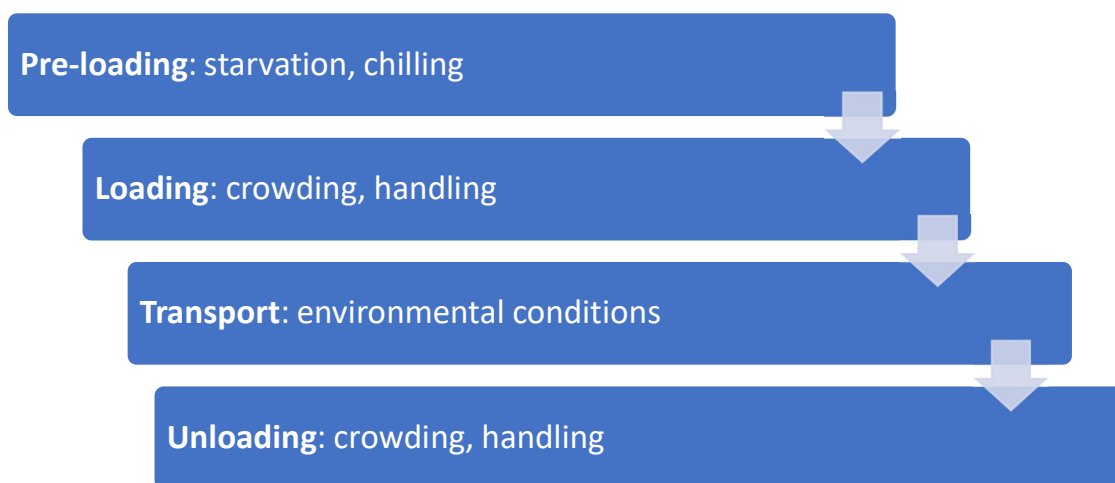 Pre-loading: starvation, chilling
Loading: crowding, handling
Transport: environmental conditions
Unloading: crowding, handling